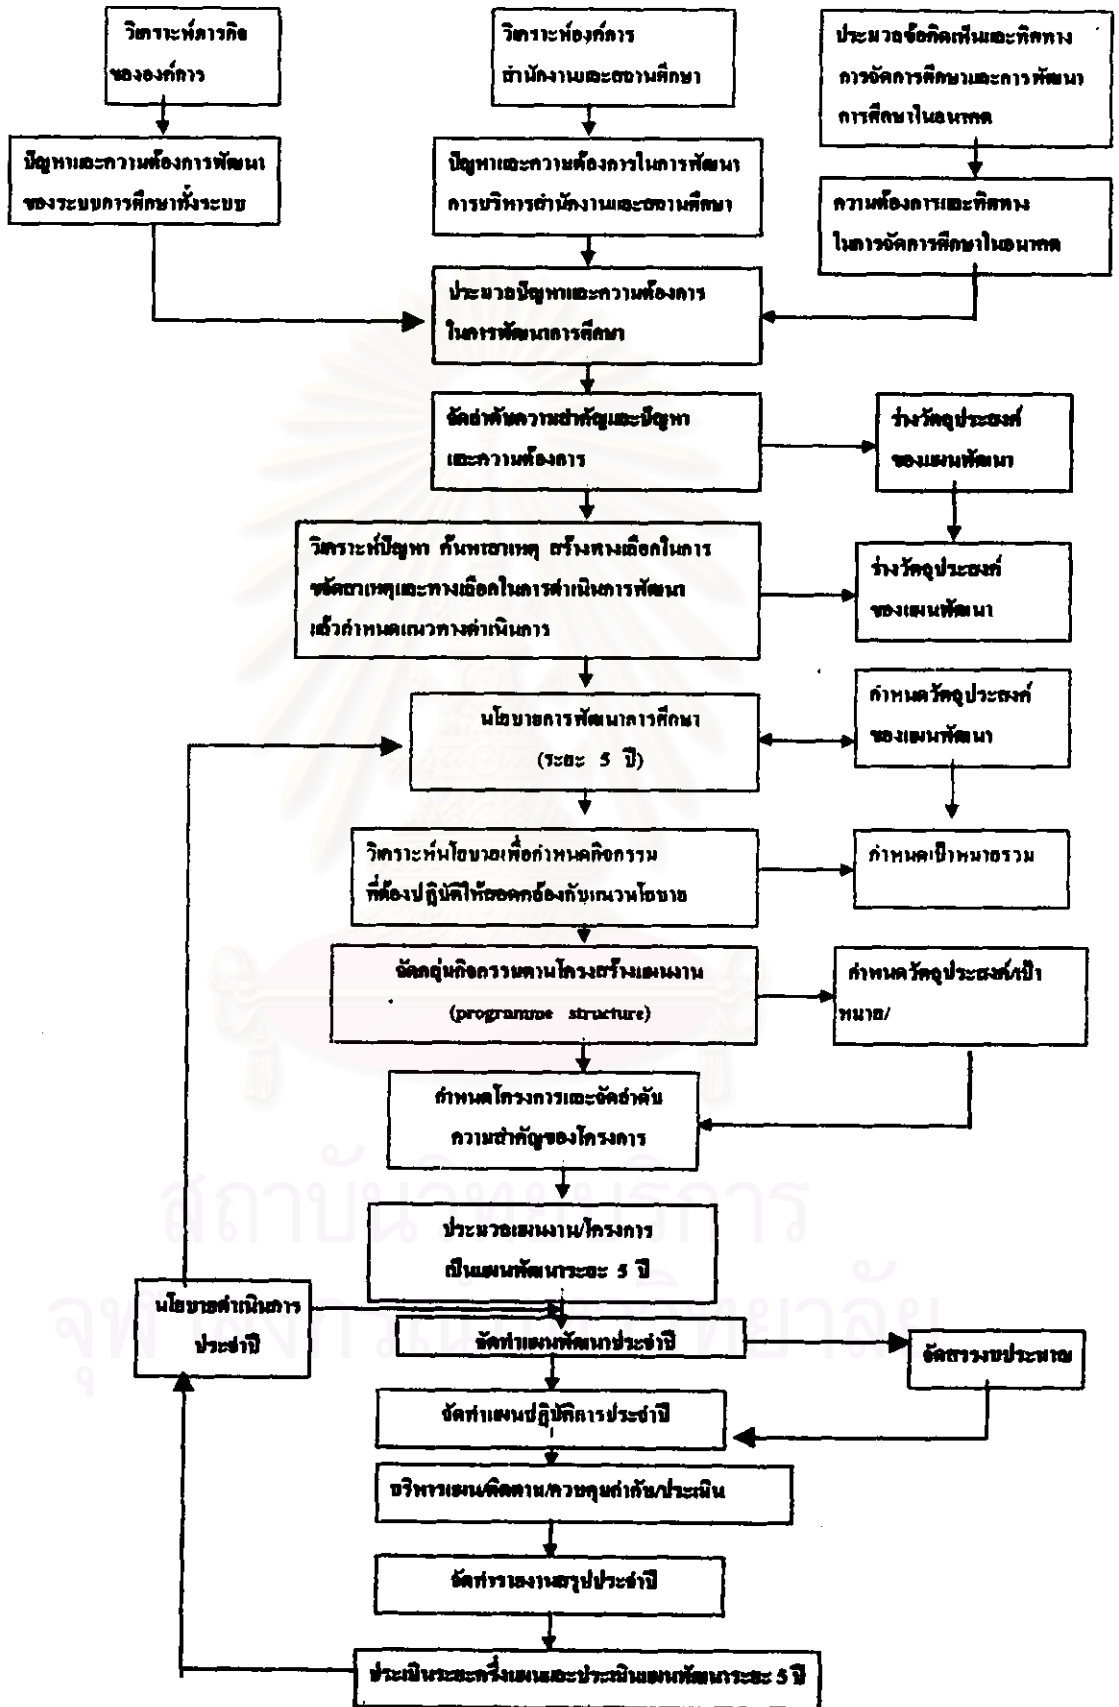 วิเคราะห์ภารกิจ
ขององค์การ
วิเคราะห์องค์การ
สำนักงานและสถานศึกษา
ประมวลข้อคิดเห็นและทิศทาง
การจัดการศึกษาและการพัฒนา
การศึกษาในอนาคต
ปัญหาและความต้องการพัฒนา
ของระบบการศึกษาทั้งระบบ
ปัญหาและความต้องการในการพัฒนา
การบริหารสำนักงานและสถานศึกษา
ความต้องการและทิศทาง
ในการจัดการศึกษาในอนาคต
ประมวลปัญหาและความต้องการ
ในการพัฒนาการศึกษา
จัดลำดับความสำคัญและปัญหา
และความต้องการ
ร่างวัตถุประสงค์
ของแผนพัฒนา
วิเคราะห์ปัญหา ค้นหาสาเหตุ สร้างทางเลือกในการ
ขจัดสาเหตุและทางเลือกในการดำเนินการพัฒนา
แล้วกำหนดแนวทางดำเนินการ
ร่างวัตถุประสงค์
ของแผนพัฒนา
นโยบายการพัฒนาการศึกษา
(ระยะ 5 ปี)
กำหนดวัตถุประสงค์
ของแผนพัฒนา
วิเคราะห์นโยบายเพื่อกำหนดกิจกรรม
ที่ต้องปฏิบัติให้สอดคล้องกับแนวนโยบาย
กำหนดเป้าหมายรวม
จัดกลุ่มกิจกรรมตามโครงสร้างแผนงาน
(programme structure)
กำหนดวัตถุประสงค์/เป้า
หมาย/
กำหนดโครงการและจัดลำดับ
ความสำคัญของโครงการ
ประมวลแผนงาน/โครงการ
เป็นแผนพัฒนาระยะ 5 ปี
นโยบายดำเนินการ
ประจำปี
จัดทำแผนพัฒนาประจำปี
จัดสรรงบประมาณ
จัดทำแผนปฏิบัติการประจำปี
บริหารแผน/ติดตาม/ควบคุมกำกับ/ประเมิน
จัดทำรายงานสรุปประจำปี
ประเมินระยะครึ่งแผนและประเมินแผนพัฒนาระยะ 5 ปี
สถาบันวิทยบริการ
จุฬาลงกรณ์มหาวิทยาลัย